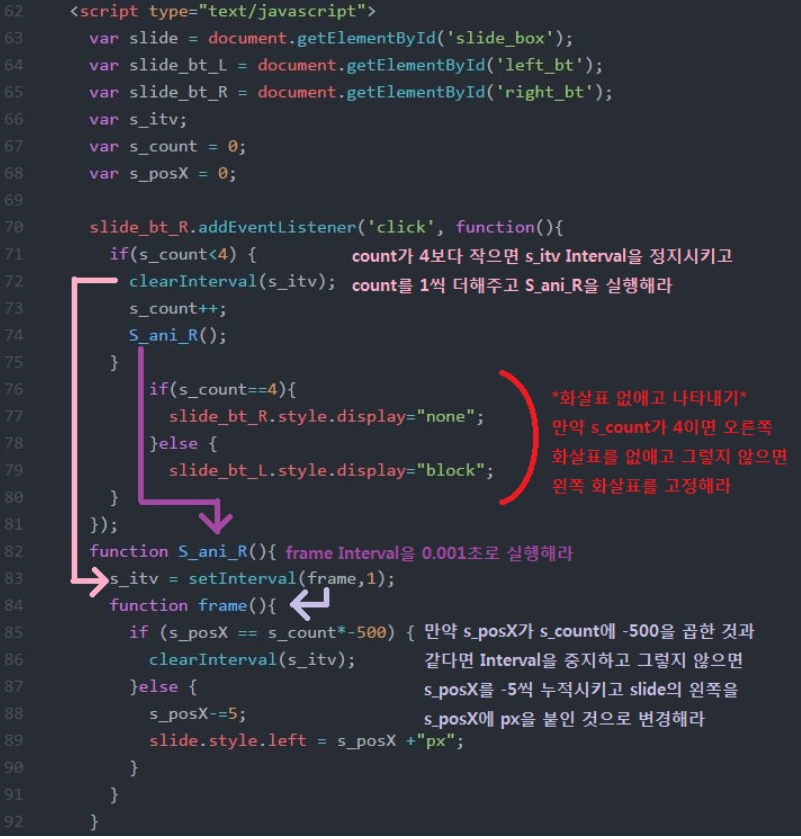 62 <script type="text/javascript">
63 var slide = document.getElementById('slide_box');
64 var slide_bt_L = document.getElementById('left_bt');
65 var slide_bt_R = document.getElementById('right_bt');
66 var s_itv;
67 var s_count = 0;
68 var s_posX = 0;
69
70 slide_bt_R.addEventListener('click', function(){
71 if(s_count<4) { count가 4보다 작으면 s_itv Interval을 정지시키고
72 clearInterval(s_itv); count를 1씩 더해주고 S_ani_R을 실행해라
73 s_count++;
74 S_ani_R();
75 }
76 if(s_count==4){ *화살표 없애고 나타내기*
77 slide_bt_R.style.display="none"; 만약 s_count가 4이면 오른쪽
78 }else { 화살표를 없애고 그렇지 않으면
79 slide_bt_L.style.display="block"; 왼쪽 화살표를 고정해라
80 }
81 });
82 function S_ani_R(){ frame Interval을 0.001초로 실행해라
83 s_itv = setInterval(frame,1);
84 function frame(){
85 if (s_posX == s_count*-500) { 만약 s_posX가 s_count에 -500을 곱한 것과
86 clearInterval(s_itv); 같다면 Interval을 중지하고 그렇지 않으면
87 }else { s_posX를 -5씩 누적시키고 slide의 왼쪽을
88 s_posX-=5; s_posX에 px을 붙인 것으로 변경해라
89 slide.style.left = s_posX +"px";
90 }
91 }
92 }